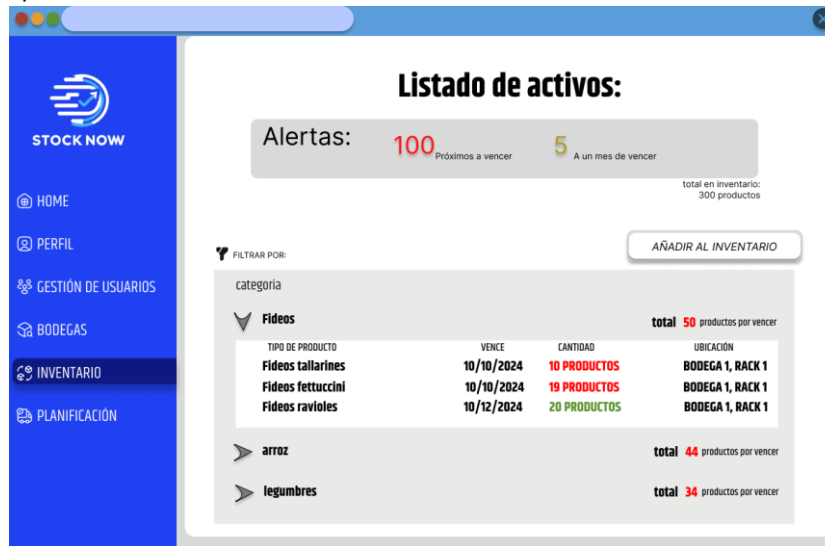 STOCK NOW
HOME
PERFIL
GESTIÓN DE USUARIOS
BODEGAS
INVENTARIO
PLANIFICACIÓN
Listado de activos:
Alertas: 100 Próximos a vencer 5 A un mes de vencer
total en inventario:
300 productos
FILTRAR POR:
AÑADIR AL INVENTARIO
categoria
Fideos total 50 productos por vencer
TIPO DE PRODUCTO VENCE CANTIDAD UBICACIÓN
Fideos tallarines 10/10/2024 10 PRODUCTOS BODEGA 1, RACK 1
Fideos fettuccini 10/10/2024 19 PRODUCTOS BODEGA 1, RACK 1
Fideos ravioles 10/12/2024 20 PRODUCTOS BODEGA 1, RACK 1
arroz total 44 productos por vencer
legumbres total 34 productos por vencer